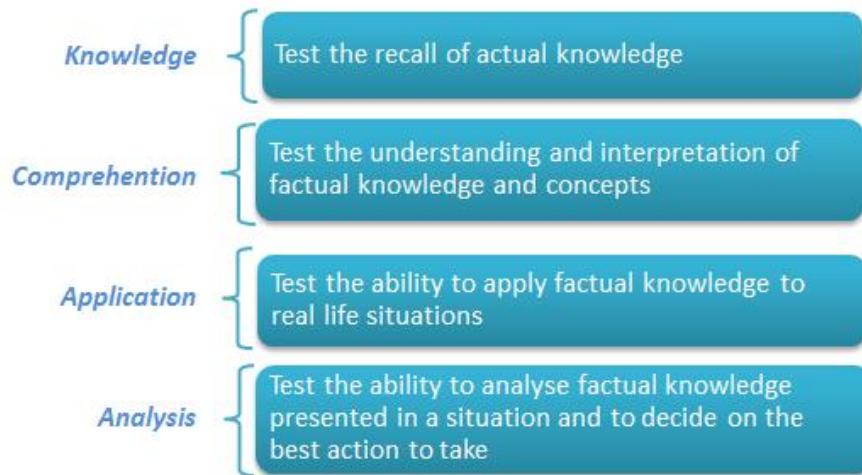 Knowledge
Test the recall of actual knowledge
Comprehention
Test the understanding and interpretation of
factual knowledge and concepts
Application
Test the ability to apply factual knowledge to
real life situations
Analysis
Test the ability to analyse factual knowledge
presented in a situation and to decide on the
best action to take